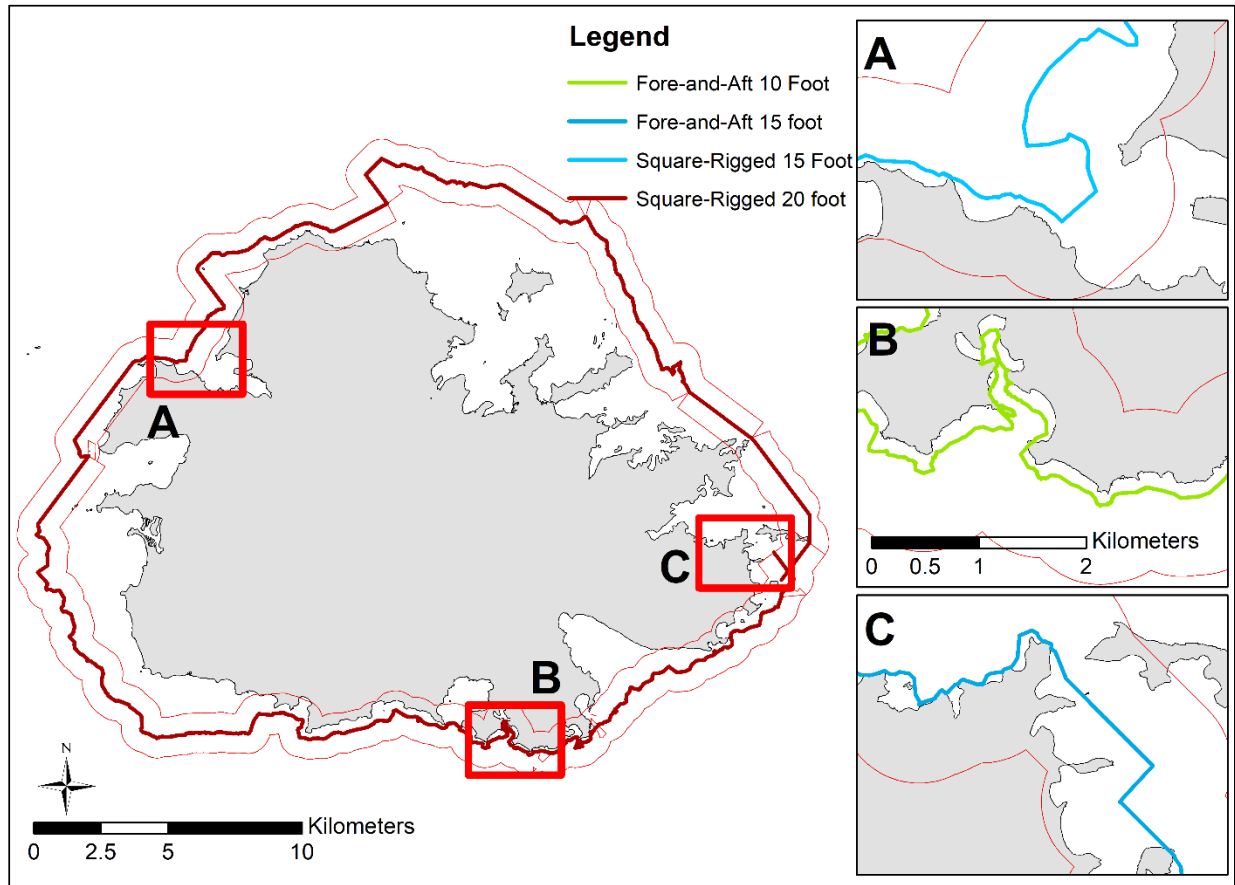 Legend
Fore-and-Aft 10 Foot
Fore-and-Aft 15 foot
Square-Rigged 15 Foot
Square-Rigged 20 foot
A
B
C
N
Kilometers
0 2.5 5 10
A
B
Kilometers
0 0.5 1 2
C